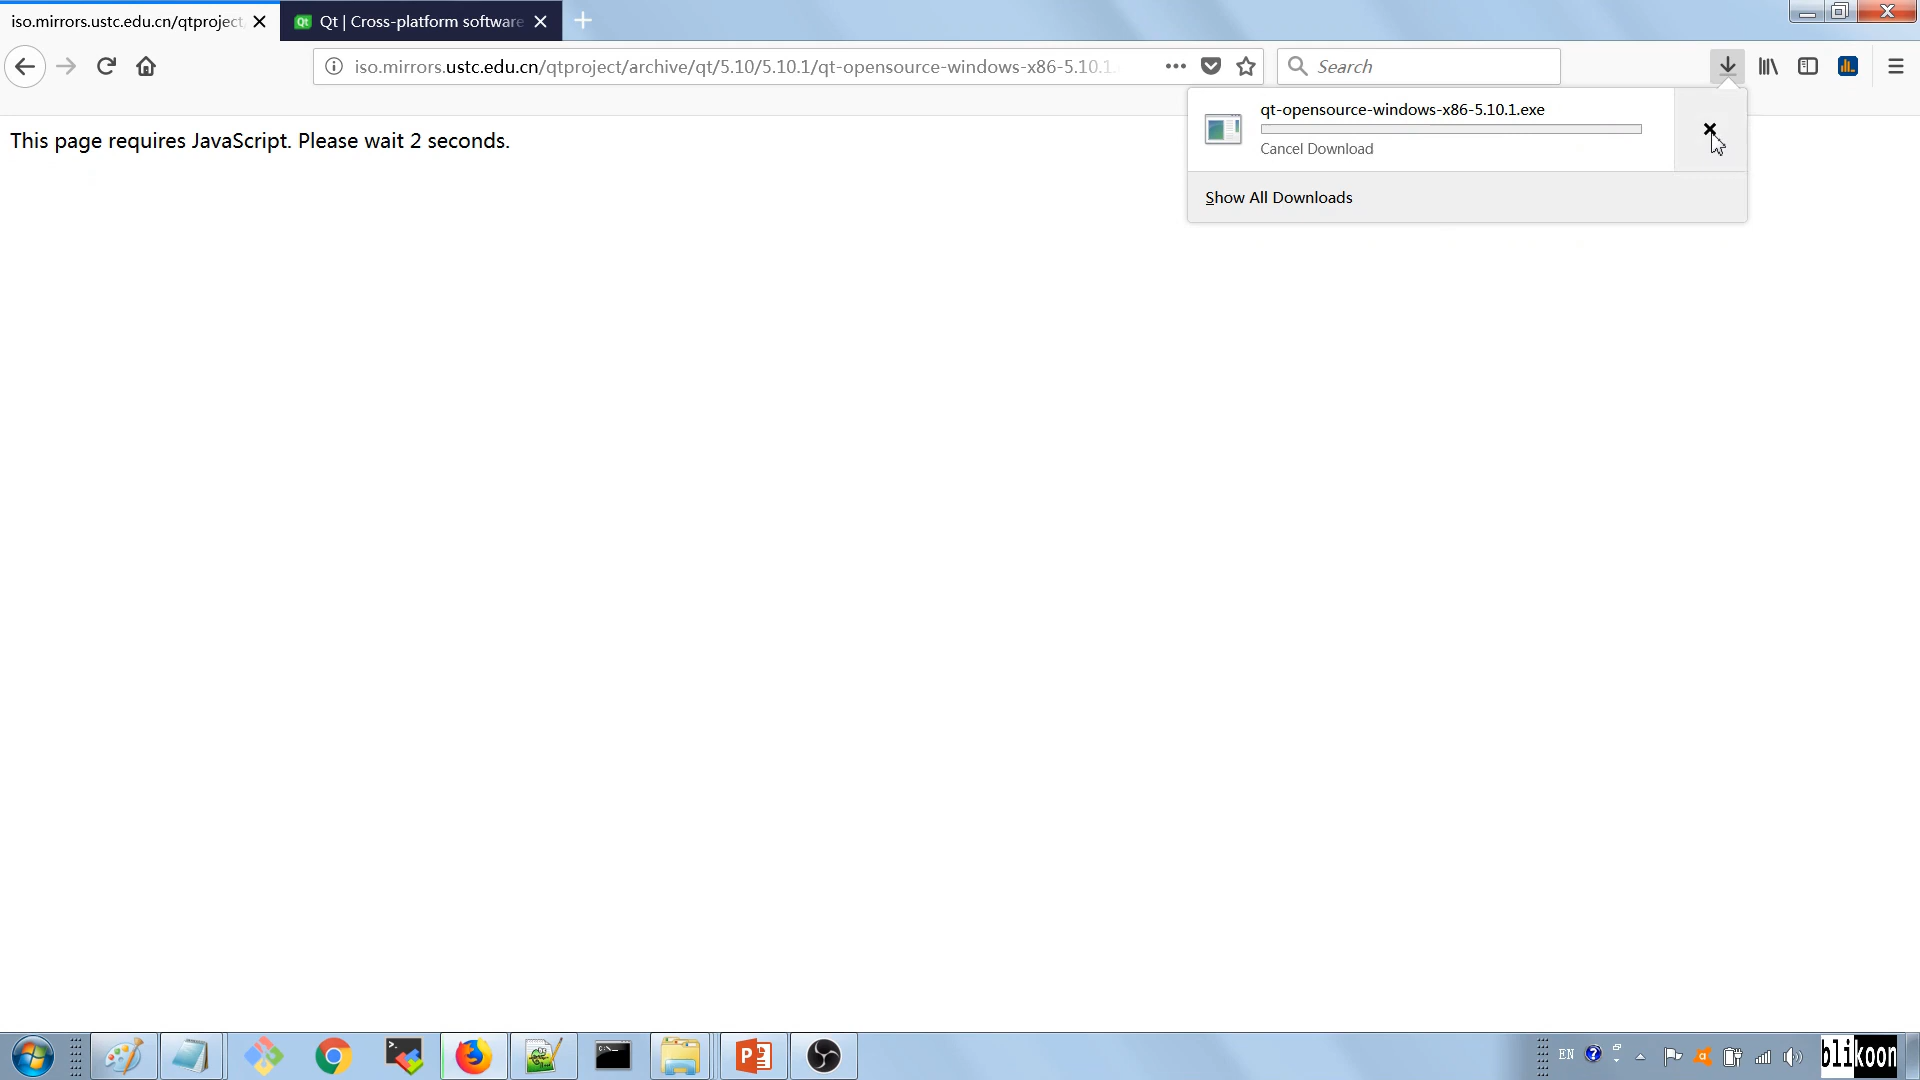 iso.mirrors.ustc.edu.cn/qtproject
Qt | Cross-platform software
iso.mirrors.ustc.edu.cn/qtproject/archive/qt/5.10/5.10.1/qt-opensource-windows-x86-5.10.1.
Search
This page requires JavaScript. Please wait 2 seconds.
qt-opensource-windows-x86-5.10.1.exe
Cancel Download
Show All Downloads
EN
blikoon